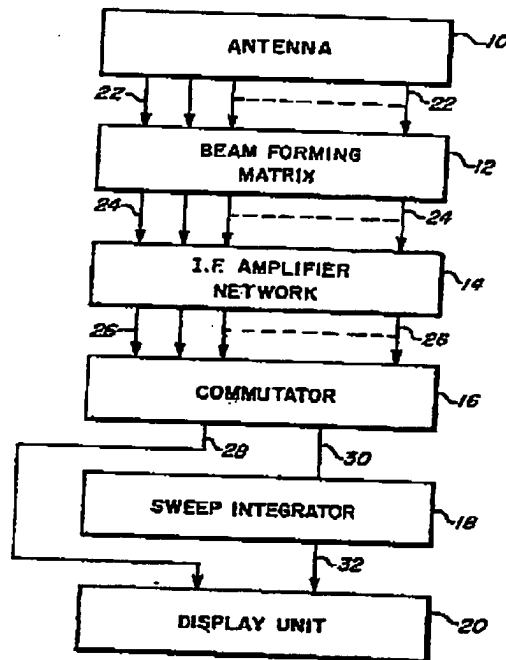 ANTENNA
10
22
22
BEAM FORMING
MATRIX
12
24
24
I.F. AMPLIFIER
NETWORK
14
26
26
COMMUTATOR
16
28
30
SWEEP INTEGRATOR
18
32
DISPLAY UNIT
20